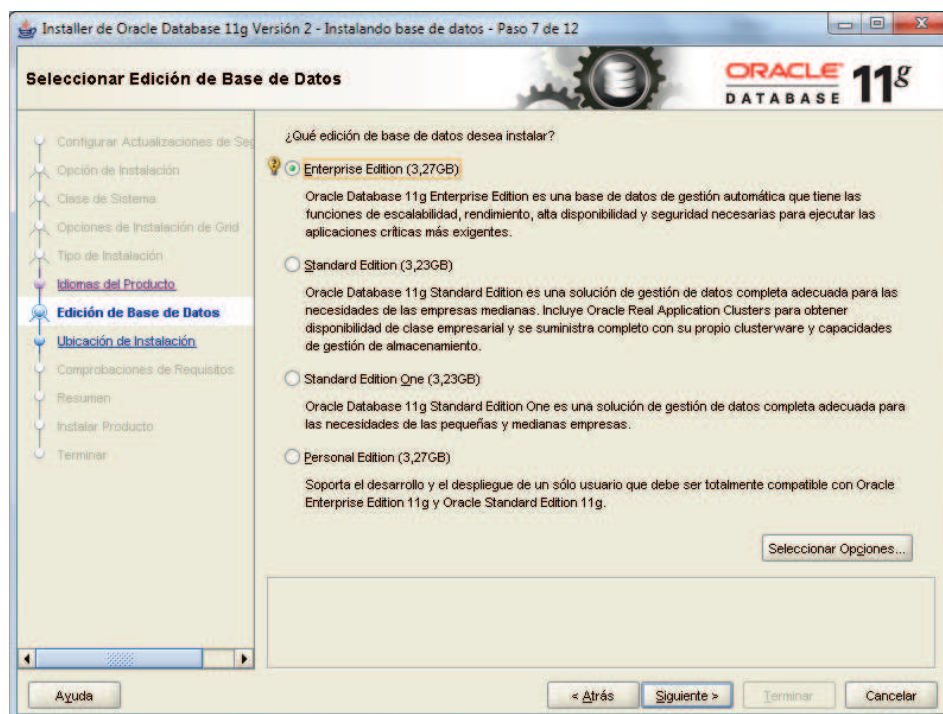 Installer de Oracle Database 11g Versión 2 - Instalando base de datos - Paso 7 de 12
Seleccionar Edición de Base de Datos
ORACLE
DATABASE
11g
Configurar Actualizaciones de Seg
Opción de Instalación
Clase de Sistema
Opciones de Instalación de Grid
Tipo de Instalación
Idiomas del Producto
Edición de Base de Datos
Ubicación de Instalación
Comprobaciones de Requisitos
Resumen
Instalar Producto
Terminar
¿Qué edición de base de datos desea instalar?
Enterprise Edition (3,27GB)
Oracle Database 11g Enterprise Edition es una base de datos de gestión automática que tiene las
funciones de escalabilidad, rendimiento, alta disponibilidad y seguridad necesarias para ejecutar las
aplicaciones críticas más exigentes.
Standard Edition (3,23GB)
Oracle Database 11g Standard Edition es una solución de gestión de datos completa adecuada para las
necesidades de las empresas medianas. Incluye Oracle Real Application Clusters para obtener
disponibilidad de clase empresarial y se suministra completo con su propio clusterware y capacidades
de gestión de almacenamiento.
Standard Edition One (3,23GB)
Oracle Database 11g Standard Edition One es una solución de gestión de datos completa adecuada para
las necesidades de las pequeñas y medianas empresas.
Personal Edition (3,27GB)
Soporta el desarrollo y el despliegue de un sólo usuario que debe ser totalmente compatible con Oracle
Enterprise Edition 11g y Oracle Standard Edition 11g.
Seleccionar Opciones...
Ayuda
< Atrás
Siguiente >
Terminar
Cancelar